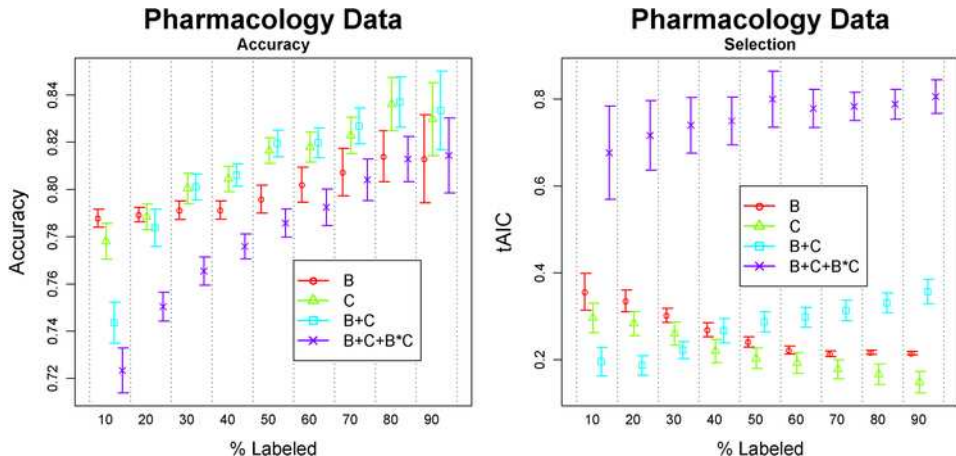 Pharmacology Data
Accuracy
Accuracy
0.84
0.82
0.80
0.78
0.76
0.74
0.72
B
C
B+C
B+C+B*C
10 20 30 40 50 60 70 80 90
% Labeled
Pharmacology Data
Selection
tAIC
0.8
0.6
0.4
0.2
B
C
B+C
B+C+B*C
10 20 30 40 50 60 70 80 90
% Labeled